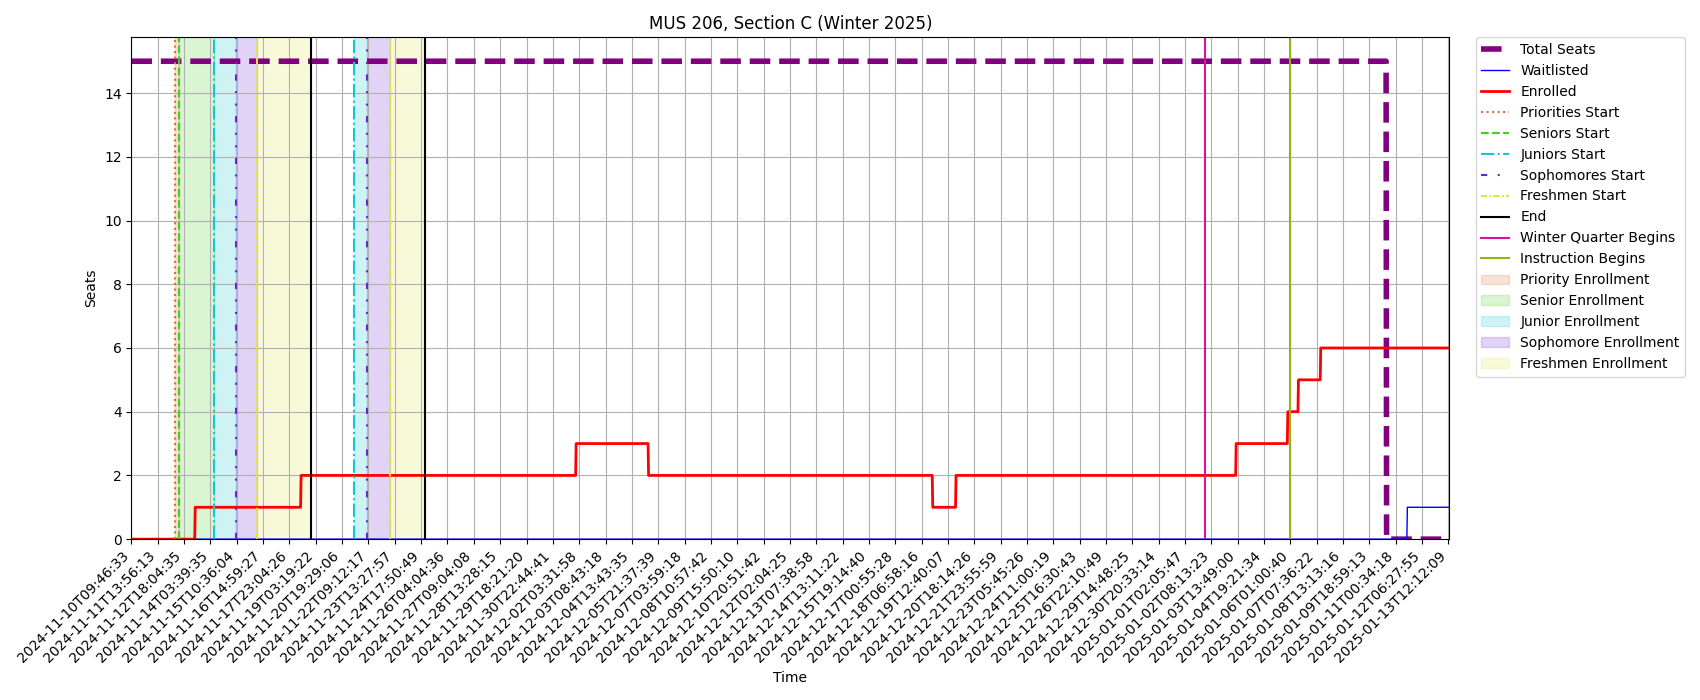 MUS 206, Section C (Winter 2025)
Seats
14
12
10
8
6
4
2
0
2024-11-10T09:46:33
2024-11-11T13:56:13
2024-11-12T18:04:35
2024-11-14T03:39:35
2024-11-15T10:36:04
2024-11-16T14:59:27
2024-11-17T23:04:26
2024-11-19T03:19:22
2024-11-20T19:29:06
2024-11-22T09:12:17
2024-11-23T13:27:57
2024-11-24T17:50:49
2024-11-26T04:04:36
2024-11-27T09:04:08
2024-11-28T13:28:15
2024-11-29T18:21:20
2024-11-30T22:44:41
2024-12-02T03:31:58
2024-12-03T08:43:18
2024-12-04T13:43:35
2024-12-05T21:37:39
2024-12-07T03:59:18
2024-12-08T10:57:42
2024-12-09T15:50:10
2024-12-10T20:51:42
2024-12-12T02:04:25
2024-12-13T07:38:58
2024-12-14T13:11:22
2024-12-15T19:14:40
2024-12-17T00:55:28
2024-12-18T06:58:16
2024-12-19T12:40:07
2024-12-20T18:14:26
2024-12-21T23:55:59
2024-12-23T05:45:26
2024-12-24T11:00:19
2024-12-25T16:30:43
2024-12-26T22:10:49
2024-12-29T14:48:25
2024-12-30T20:33:14
2025-01-01T02:05:47
2025-01-02T08:13:23
2025-01-03T13:49:00
2025-01-04T19:21:34
2025-01-06T01:00:40
2025-01-07T07:36:22
2025-01-08T13:13:16
2025-01-09T18:59:13
2025-01-11T00:34:18
2025-01-12T06:27:55
2025-01-13T12:12:09
Time
Total Seats
Waitlisted
Enrolled
Priorities Start
Seniors Start
Juniors Start
Sophomores Start
Freshmen Start
End
Winter Quarter Begins
Instruction Begins
Priority Enrollment
Senior Enrollment
Junior Enrollment
Sophomore Enrollment
Freshmen Enrollment